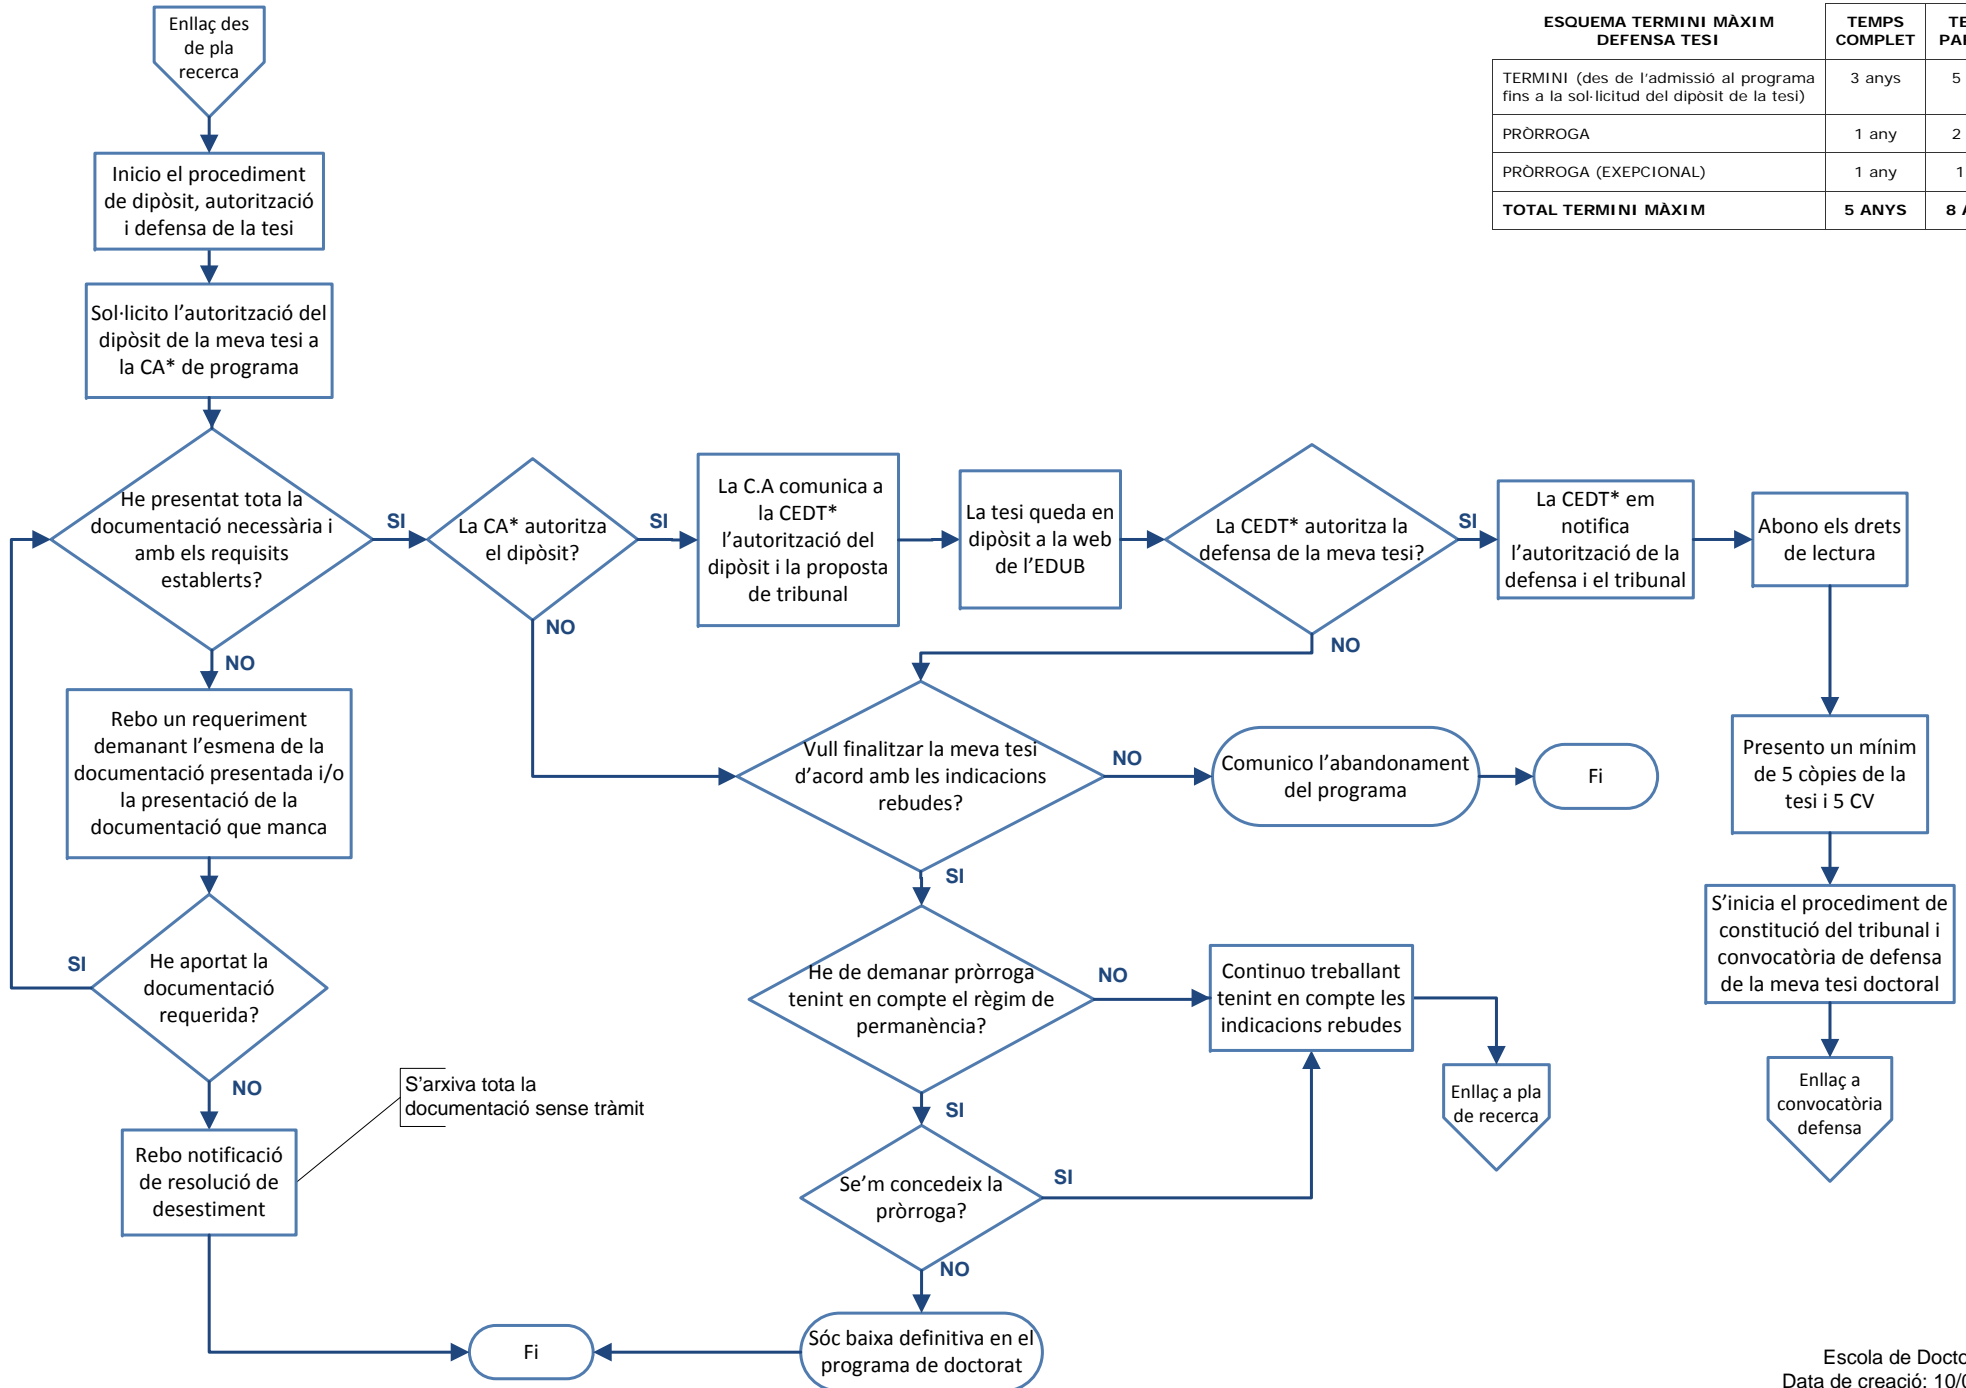 Enllaç des
de pla
recerca
ESQUEMA TERMINI MÀXIM
DEFENSA TESI
TEMPS
COMPLET
TERMINI (des de l'admissió al programa
fins a la sol·licitud del dipòsit de la tesi)
3 anys
5
PRÒRROGA
1 any
2
PRÒRROGA (EXEPCIONAL)
1 any
1
TOTAL TERMINI MÀXIM
5 ANYS
8
Inicio el procediment
de dipòsit, autorització
i defensa de la tesi
Sol·licito l'autorització del
dipòsit de la meva tesi a
la CA* de programa
He presentat tota la
documentació necessària i
amb els requisits
establerts?
SI
La CA* autoritza
el dipòsit?
SI
La C.A comunica a
la CEDT*
l'autorització del
dipòsit i la proposta
de tribunal
La tesi queda en
dipòsit a la web
de l'EDUB
La CEDT* autoritza la
defensa de la meva tesi?
SI
La CEDT* em
notifica
l'autorització de la
defensa i el tribunal
Abono els drets
de lectura
NO
NO
NO
Rebo un requeriment
demanant l'esmena de la
documentació presentada i/o
la presentació de la
documentació que manca
Vull finalitzar la meva tesi
d'acord amb les indicacions
rebudes?
NO
Comunico l'abandonament
del programa
Fi
Presento un mínim
de 5 còpies de la
tesi i 5 CV
SI
S'inicia el procediment de
constitució del tribunal i
convocatòria de defensa
de la meva tesi doctoral
SI
He aportat la
documentació
requerida?
He de demanar pròrroga
tenint en compte el règim de
permanència?
NO
Continuo treballant
tenint en compte les
indicacions rebudes
NO
S'arxiva tota la
documentació sense tràmit
SI
Enllaç a pla
de recerca
Enllaç a
convocatòria
defensa
Rebo notificació
de resolució de
desestiment
Se'm concedeix la
pròrroga?
SI
NO
Fi
Sóc baixa definitiva en el
programa de doctorat
Escola de
Data de creació: